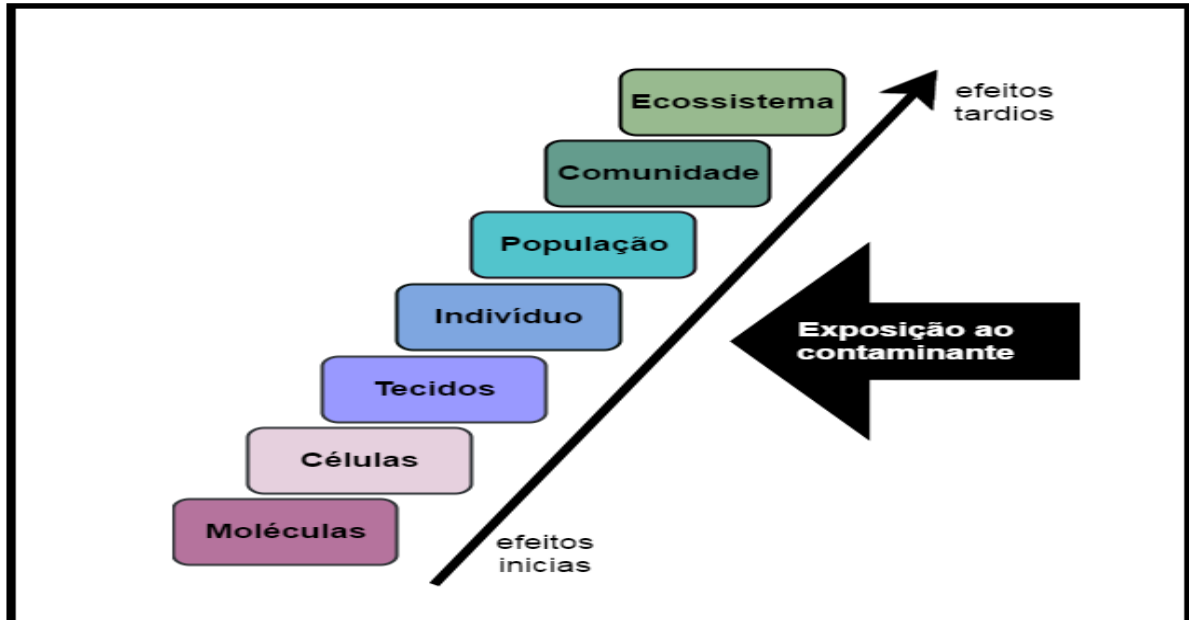 Ecossistema
efeitos
tardios
Comunidade
População
Indivíduo
Exposição ao
contaminante
Tecidos
Células
Moléculas
efeitos
inicias